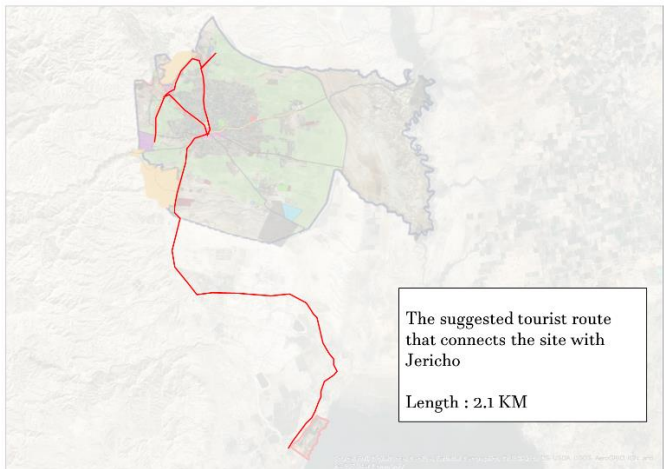 The suggested tourist route
that connects the site with
Jericho
Length : 2.1 KM